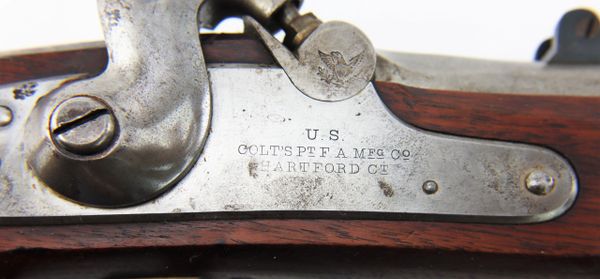 U.S.
COLT'S PT F.A. MFG CO
HARTFORD CT